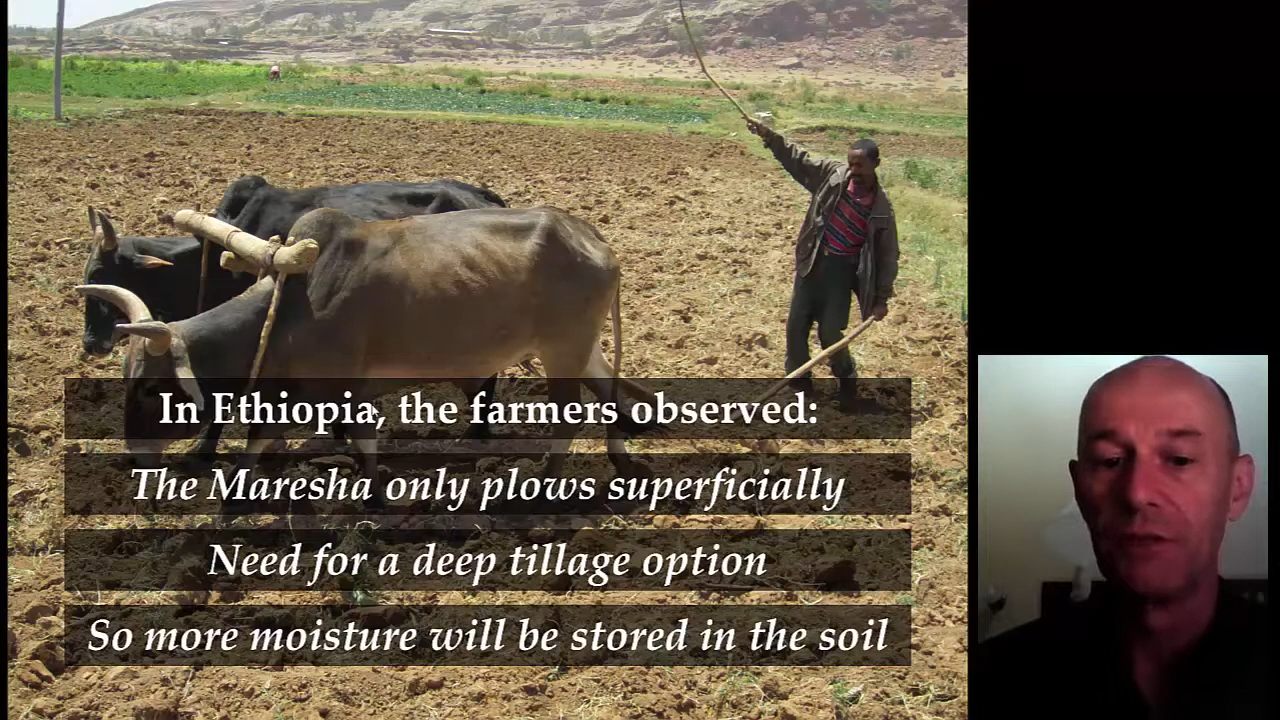 In Ethiopia, the farmers observed:
The Maresha only plows superficially
Need for a deep tillage option
So more moisture will be stored in the soil